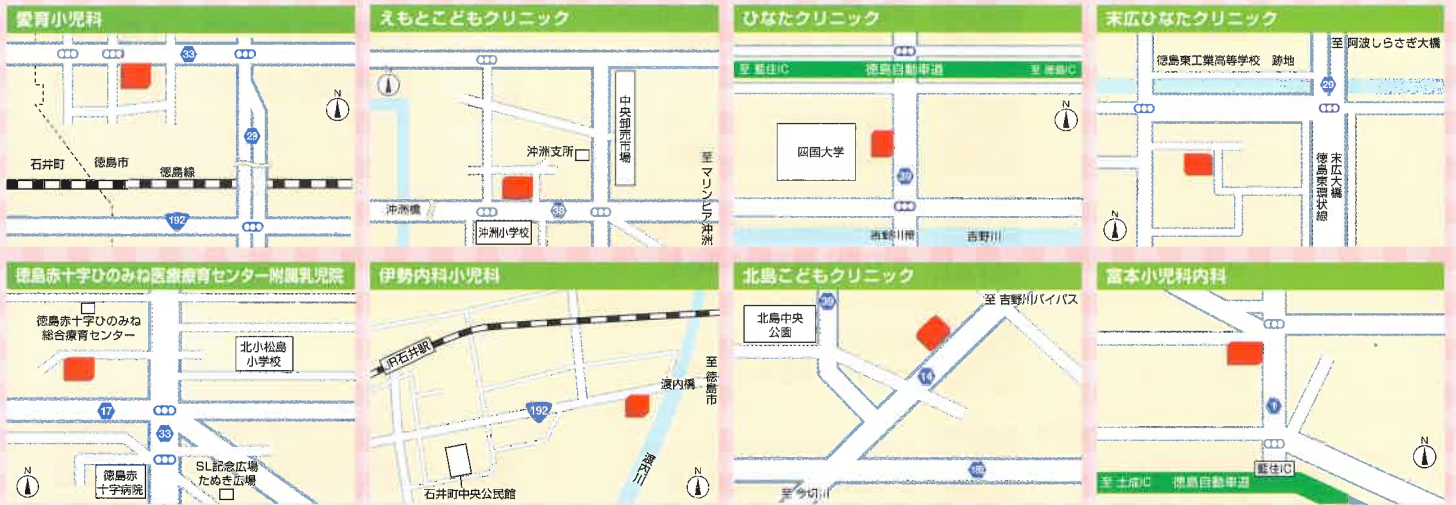 愛育小児科
33
29
N
石井町
徳島市
徳島線
192
えもとこどもクリニック
N
中央卸売市場
沖洲支所
至 マリンピア沖洲
沖洲橋
38
沖洲小学校
ひなたクリニック
至 藍住IC
徳島自動車道
至 徳島IC
N
四国大学
39
吉野川橋
吉野川
末広ひなたクリニック
至 阿波しらさぎ大橋
徳島東工業高等学校 跡地
29
末広大橋
徳島東環状線
N
徳島赤十字ひのみね医療療育センター附属乳児院
徳島赤十字ひのみね
総合療育センター
北小松島
小学校
17
33
N
徳島赤
十字病院
SL記念広場
たぬき広場
伊勢内科小児科
JR石井駅
至 徳島市
渡内橋
192
渡内川
石井町中央公民館
N
北島こどもクリニック
39
至 吉野川バイパス
北島中央
公園
14
至 今切川
N
富本小児科内科
1
N
藍住IC
至 土成IC
徳島自動車道